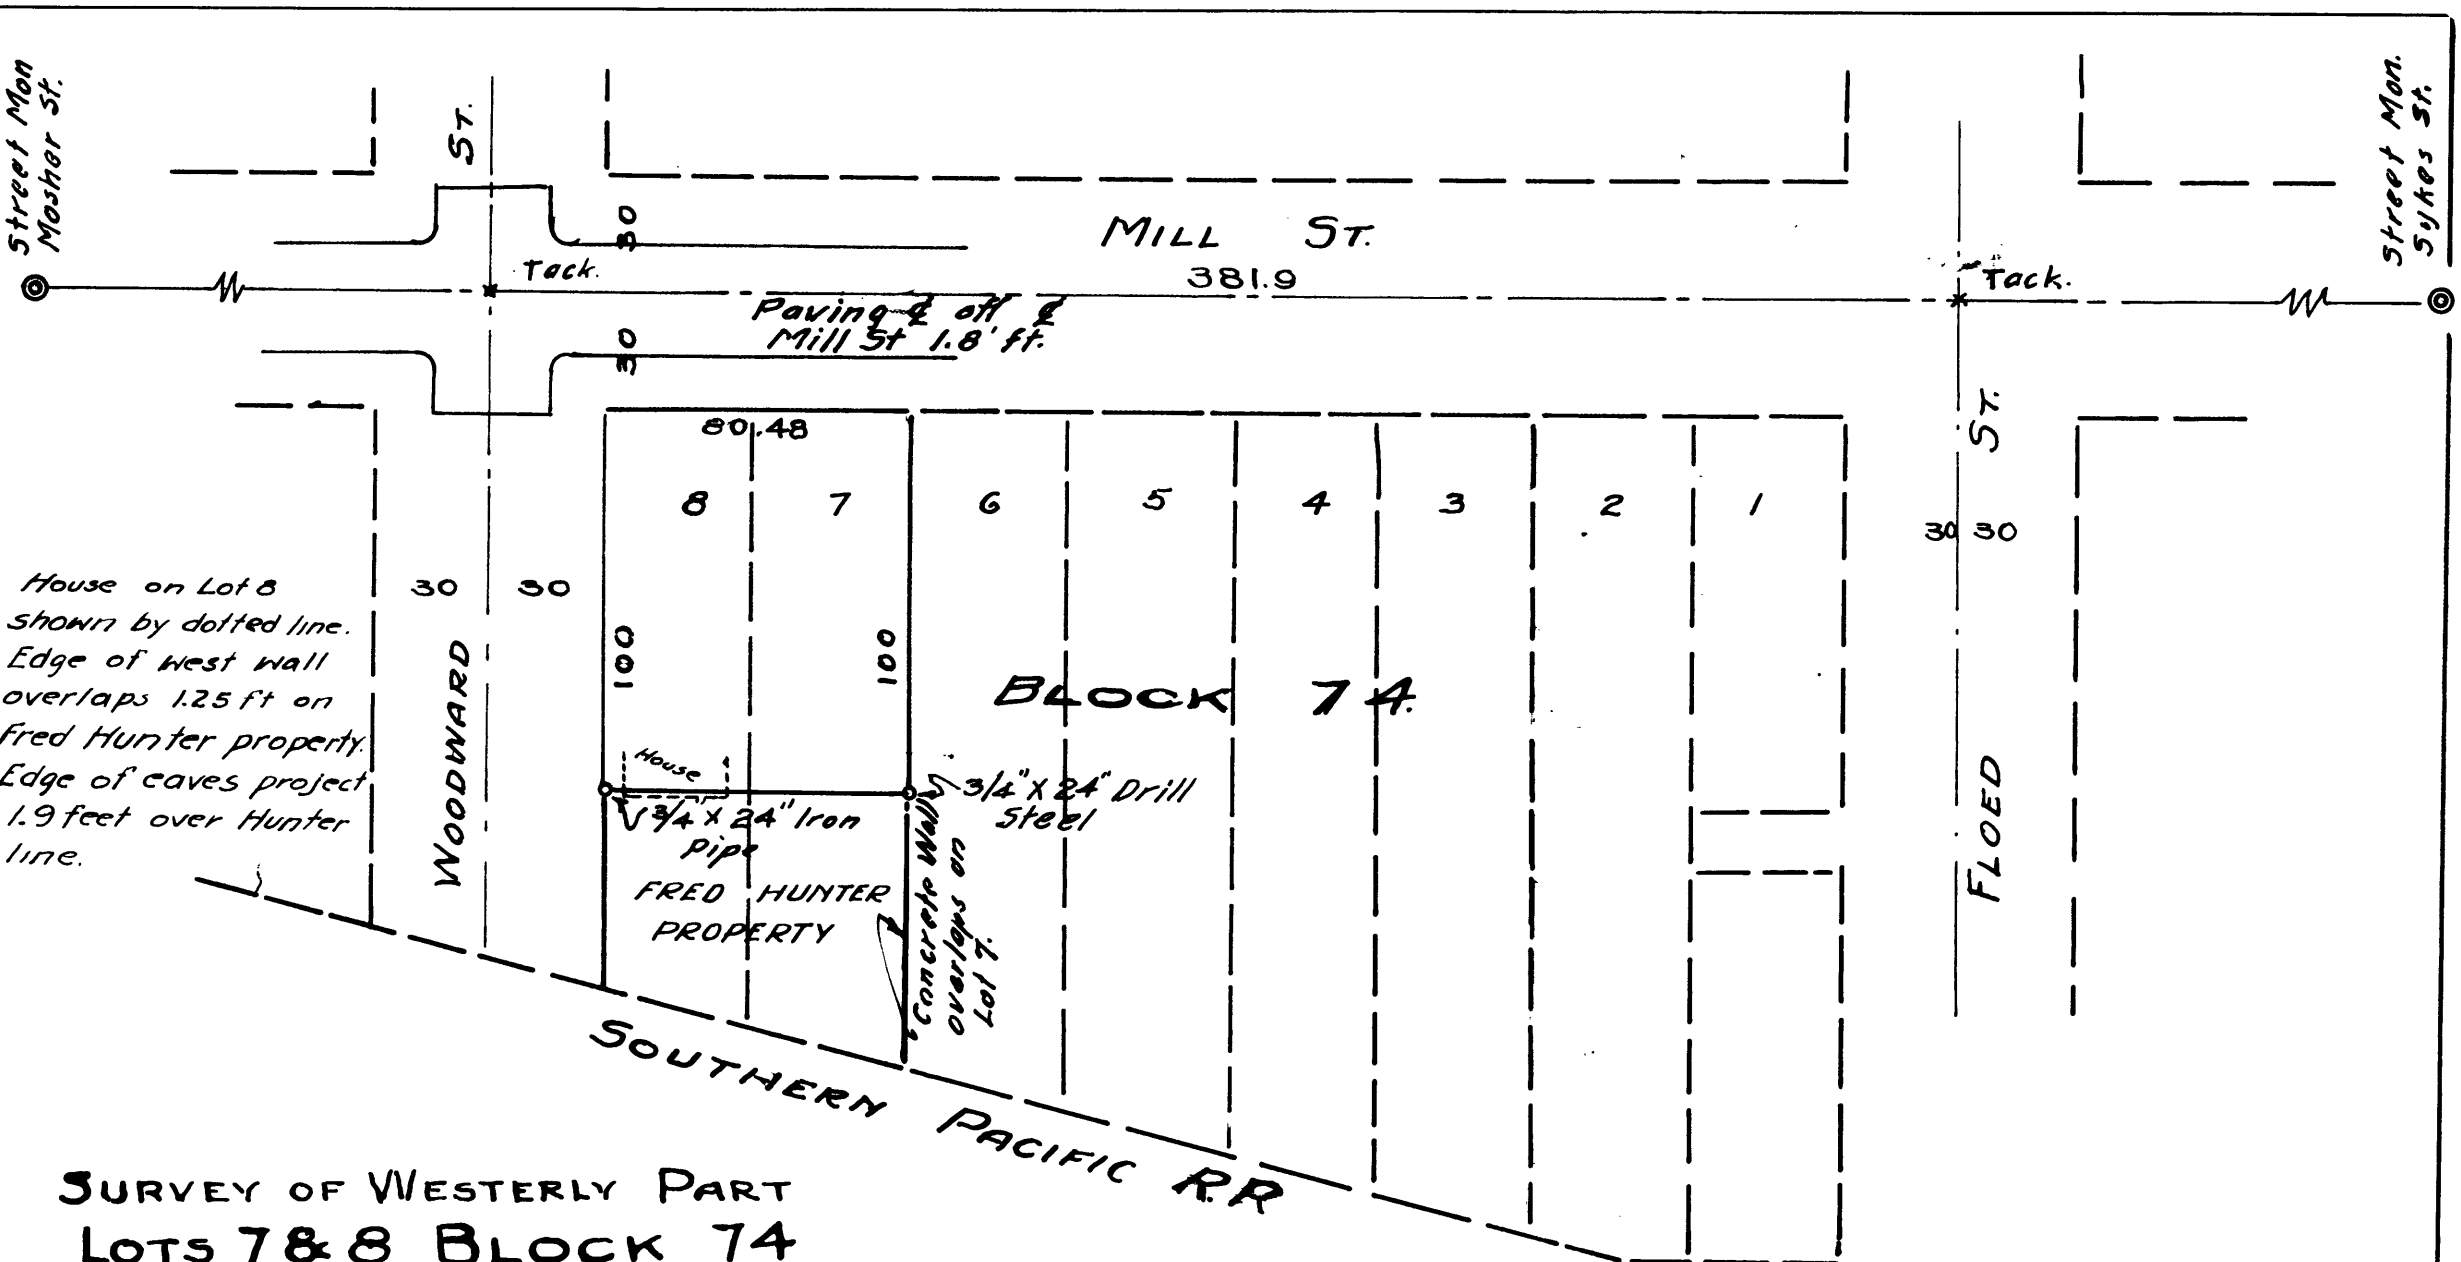 Street Mon
Mosher St.
ST.
Street Mon.
Sykes St.
30
MILL ST.
Tack.
381.9
Tack.
Paving ℄ off ℄
Mill St 1.8' ft.
30
80.48
ST.
8 7 6 5 4 3 2 1
30 30
House on Lot 8
shown by dotted line.
Edge of west wall
overlaps 1.25 ft on
Fred Hunter property.
Edge of eaves project
1.9 feet over Hunter
line.
30 30
WOODWARD
100
100
BLOCK 74.
House
3/4" X 24" Drill
Steel
3/4" X 24" Iron
Pipe
FRED HUNTER
PROPERTY
Concrete Wall
overlaps on
Lot 7.
FLOED
SOUTHERN PACIFIC R.R
SURVEY OF WESTERLY PART
LOTS 7 & 8 BLOCK 74